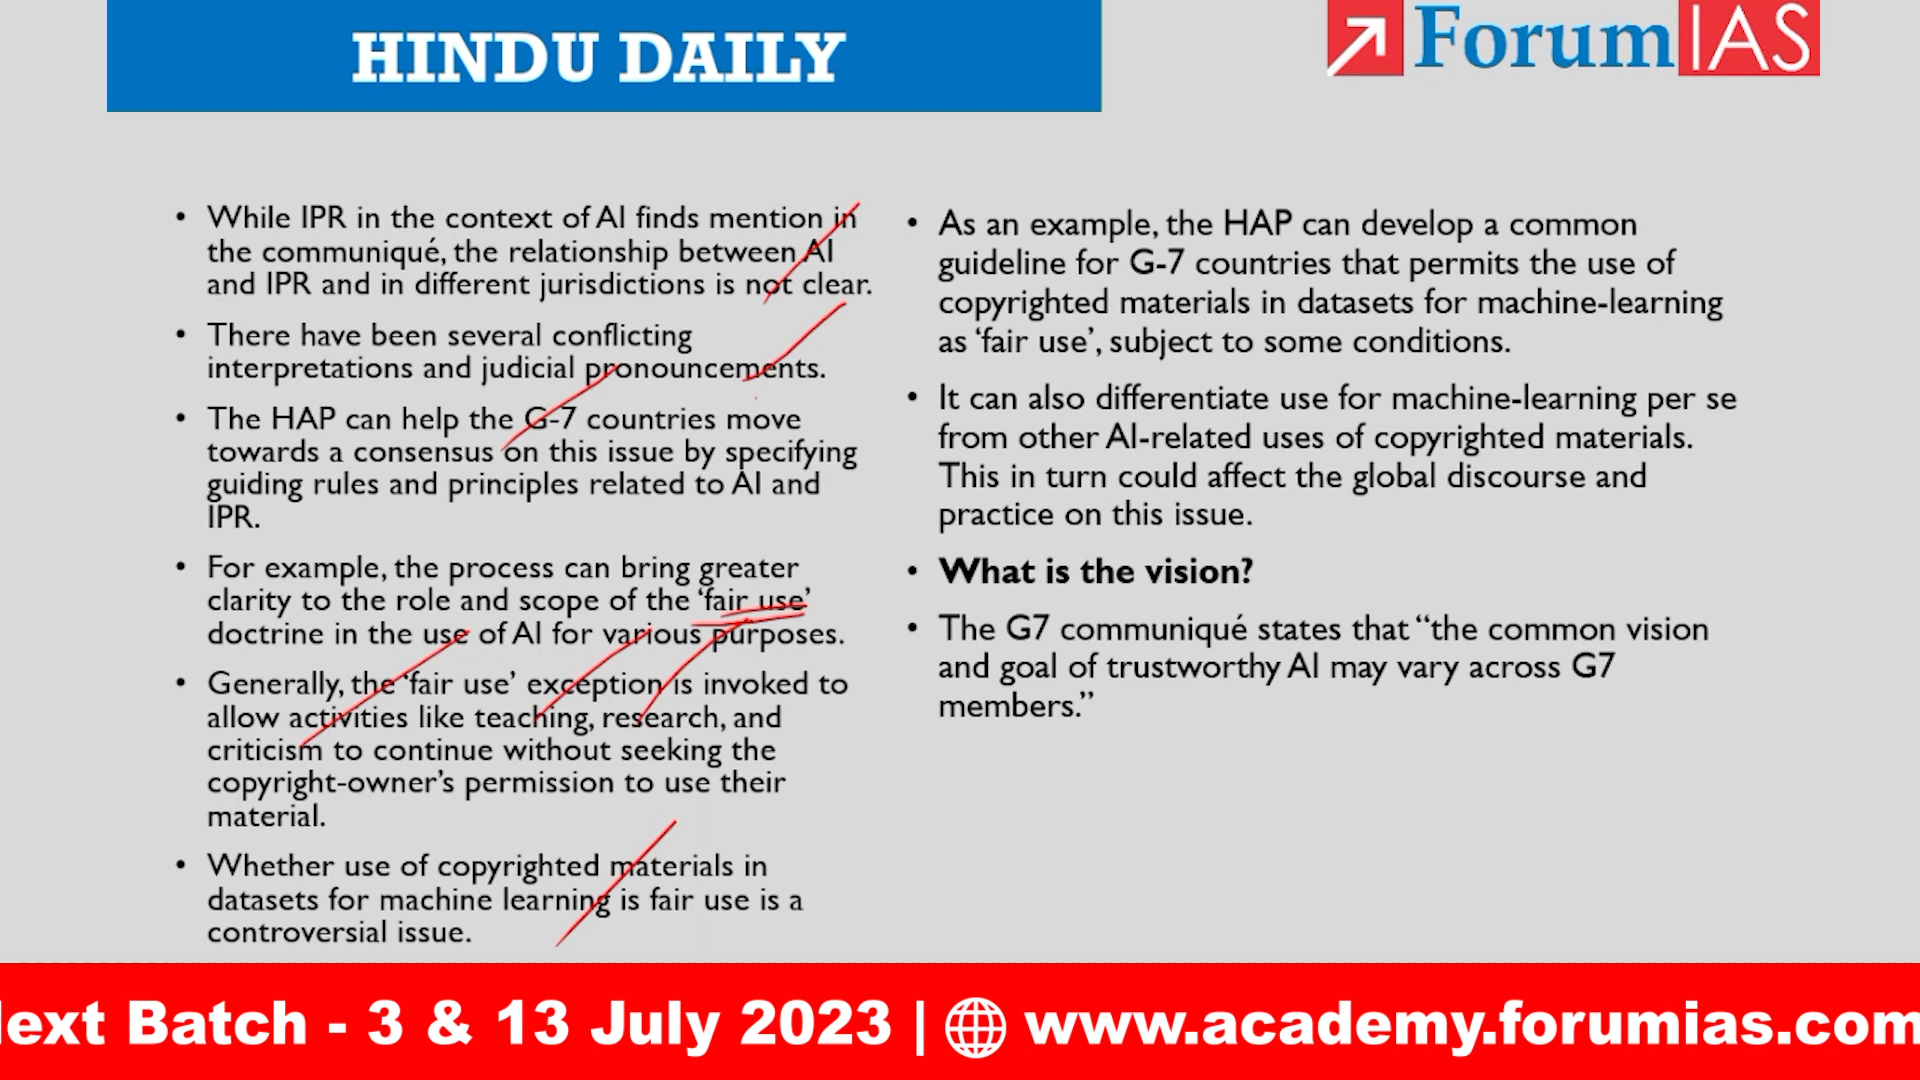 HINDU DAILY
ForumIAS
• While IPR in the context of AI finds mention in
the communiqué, the relationship between AI
and IPR and in different jurisdictions is not clear.
• There have been several conflicting
interpretations and judicial pronouncements.
• The HAP can help the G-7 countries move
towards a consensus on this issue by specifying
guiding rules and principles related to AI and
IPR.
• For example, the process can bring greater
clarity to the role and scope of the ‘fair use’
doctrine in the use of AI for various purposes.
• Generally, the ‘fair use’ exception is invoked to
allow activities like teaching, research, and
criticism to continue without seeking the
copyright-owner’s permission to use their
material.
• Whether use of copyrighted materials in
datasets for machine learning is fair use is a
controversial issue.
• As an example, the HAP can develop a common
guideline for G-7 countries that permits the use of
copyrighted materials in datasets for machine-learning
as ‘fair use’, subject to some conditions.
• It can also differentiate use for machine-learning per se
from other AI-related uses of copyrighted materials.
This in turn could affect the global discourse and
practice on this issue.
• What is the vision?
• The G7 communiqué states that “the common vision
and goal of trustworthy AI may vary across G7
members.”
ext Batch - 3 & 13 July 2023 | www.academy.forumias.com